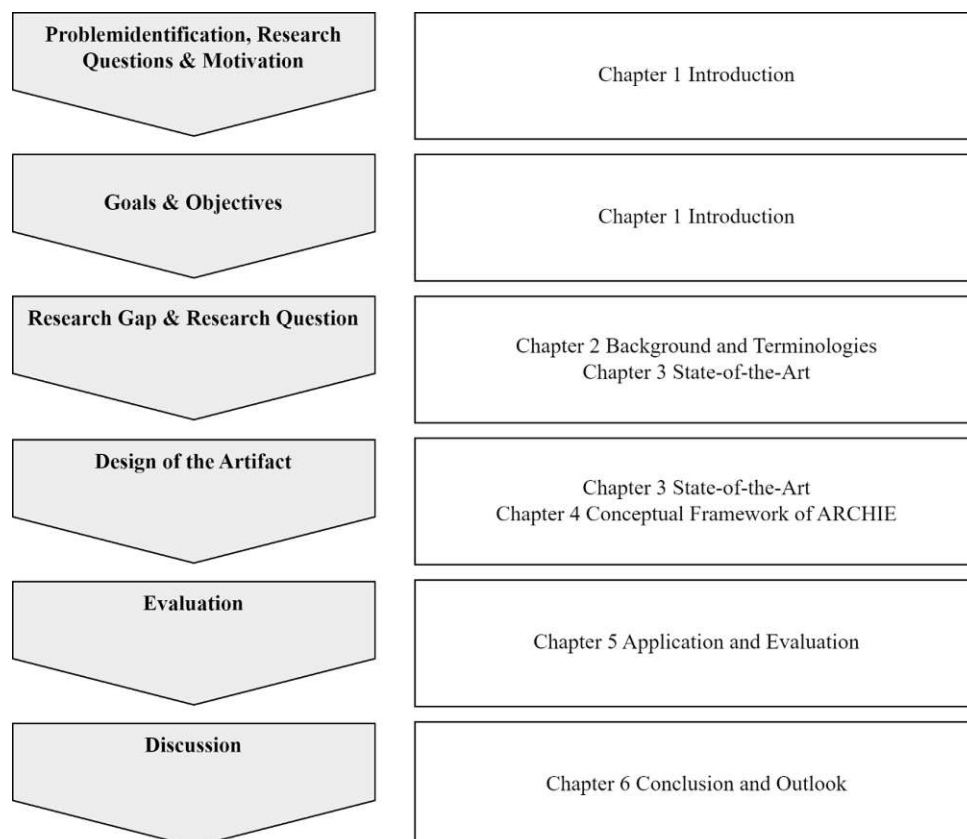 Problemidentification, Research
Questions & Motivation
Chapter 1 Introduction
Goals & Objectives
Chapter 1 Introduction
Research Gap & Research Question
Chapter 2 Background and Terminologies
Chapter 3 State-of-the-Art
Design of the Artifact
Chapter 3 State-of-the-Art
Chapter 4 Conceptual Framework of ARCHIE
Evaluation
Chapter 5 Application and Evaluation
Discussion
Chapter 6 Conclusion and Outlook